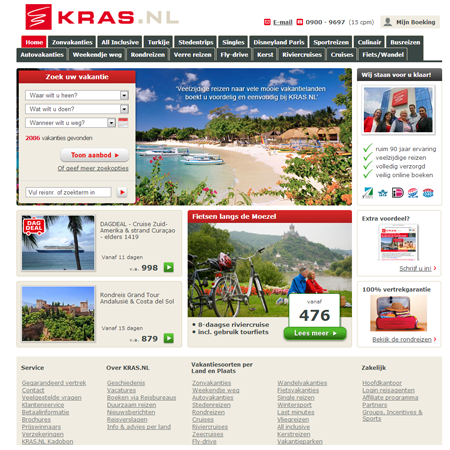 KRAS.NL
E-mail 0900 - 9697 (15 cpm) Mijn Boeking
Home Zonvakanties All Inclusive Turkije Stedentrips Singles Disneyland Paris Sportreizen Culinair Busreizen
Autovakanties Weekendje weg Rondreizen Verre reizen Fly-drive Kerst Riviercruises Cruises Fiets/Wandel
Zoek uw vakantie
Waar wilt u heen?
Wat wilt u doen?
Wanneer wilt u weg?
2086 vakanties gevonden
Toon aanbod
Of geef meer zoekopties
Vul reisnr. of zoekterm in
'Veelzijdige reizen naar vele mooie vakantielanden
boekt u voordelig en eenvoudig bij KRAS.NL'
Wij staan voor u klaar!
ruim 90 jaar ervaring
veelzijdige reizen
volledig verzorgd
veilig online boeken
DAG
DEAL
DAGDEAL - Cruise Zuid-
Amerika & strand Curaçao
- elders 1419
Vanaf 11 dagen
v.a. 998
Rondreis Grand Tour
Andalusië & Costa del Sol
Vanaf 15 dagen
v.a. 879
Fietsen langs de Moezel
8-daagse riviercruise
incl. gebruik tourfiets
vanaf
476
Lees meer
Extra voordeel?
Schrijf u in!
100% vertrekgarantie
Bekijk de rondreizen
Service
Gegarandeerd vertrek
Contact
Veelgestelde vragen
Klantenservice
Betaalinformatie
Brochures
Prijswinnaars
Verzekeringen
KRAS.NL Kadobon
Over KRAS.NL
Geschiedenis
Vacatures
Boeken via Reisbureaus
Duurzaam reizen
Nieuwsberichten
Reisverslagen
Info & advies per land
Vakantiesoorten per
Land en Plaats
Zonvakanties
Weekendje weg
Autovakanties
Stedenreizen
Rondreizen
Cruises
Riviercruises
Zeecruises
Fly-drive
Wandelvakanties
Fietsvakanties
Single reizen
Wintersport
Last minutes
Vliegreizen
All inclusive
Kerstreizen
Vakantieparken
Zakelijk
Hoofdkantoor
Login reisagenten
Affiliate programma
Partners
Groups, Incentives &
Sports